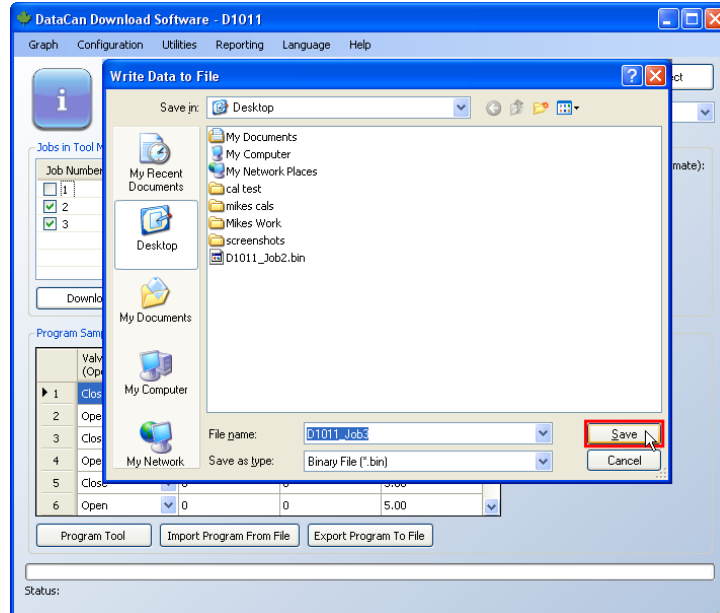 DataCan Download Software - D1011
Graph Configuration Utilities Reporting Language Help
Write Data to File
Save in: Desktop
My Recent Documents
Desktop
My Documents
My Computer
My Network
My Documents
My Computer
My Network Places
cal test
mikes cals
Mikes Work
screenshots
D1011_Job2.bin
File name: D1011_Job3
Save
Save as type: Binary File (*.bin)
Cancel
ect
mate):
Jobs in Tool M
Job Number
1
2
3
Downlo
Program Sam
Valv
(Ope
1 Clos
2 Ope
3 Clos
4 Ope
5 Close 0 0 5.00
6 Open 0 0 5.00
Program Tool Import Program From File Export Program To File
Status: